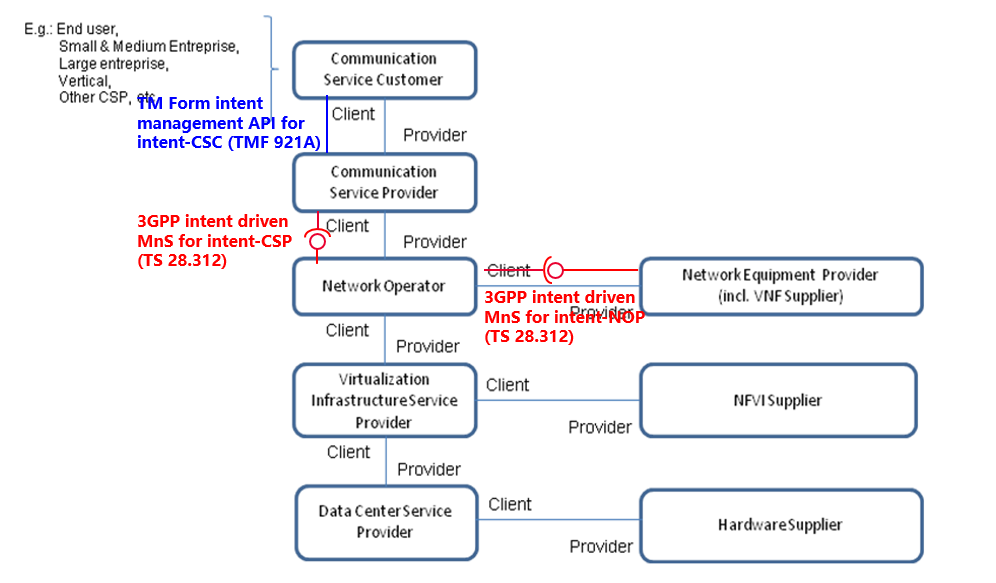 E.g.: End user,
Small & Medium Entreprise,
Large entreprise,
Vertical,
Other CSP, etc
TM Form intent
management API for
intent-CSC (TMF 921A)
Communication
Service Customer
Client
Provider
Communication
Service Provider
3GPP intent driven
MnS for intent-CSP
(TS 28.312)
Client
Provider
Network Operator
Client
3GPP intent driven
MnS for intent-NOP
(TS 28.312)
Provider
Network Equipment Provider
(incl. VNF Supplier)
Client
Provider
Virtualization
Infrastructure Service
Provider
Client
Provider
NFVI Supplier
Client
Provider
Data Center Service
Provider
Client
Provider
Hardware Supplier